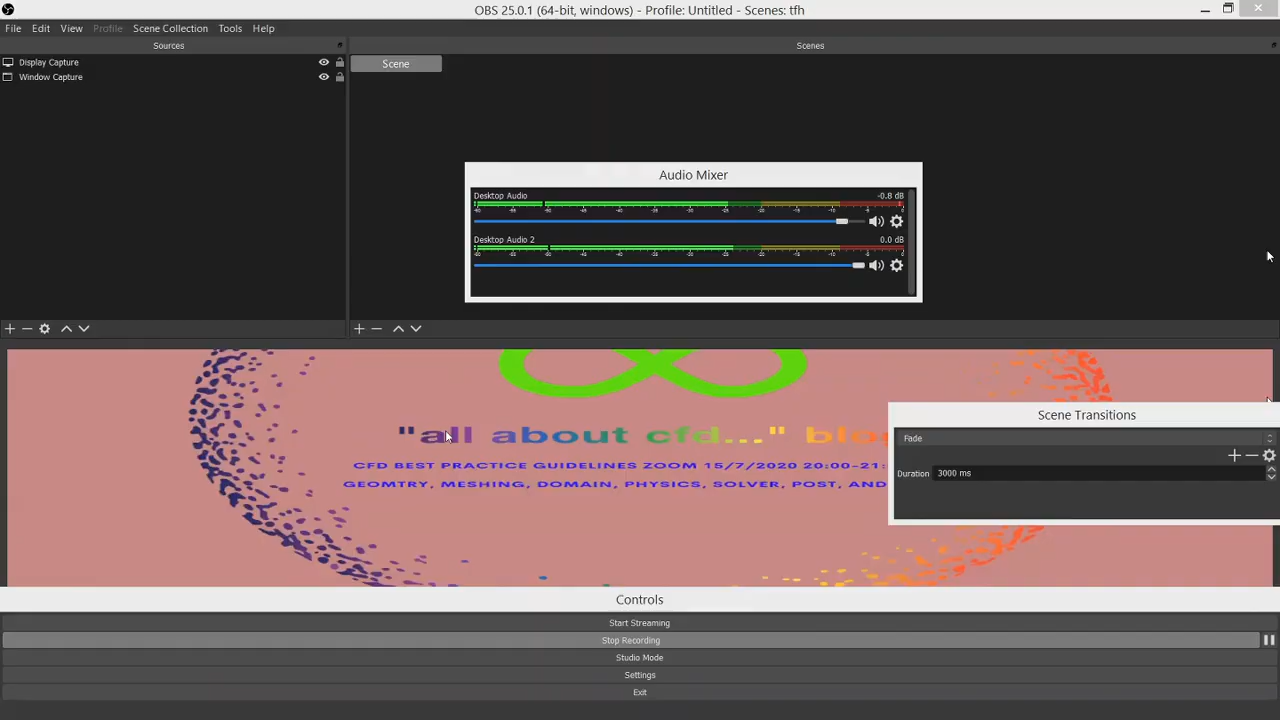 OBS 25.0.1 (64-bit, windows) - Profile: Untitled - Scenes: tfh
File Edit View Profile Scene Collection Tools Help
Sources
Scenes
Display Capture
Window Capture
Scene
Audio Mixer
Desktop Audio -0.8 dB
Desktop Audio 2 0.0 dB
"all about cfd..."
CFD BEST PRACTICE GUIDELINES ZOOM 15/7/2020 20:00-21:
GEOMTRY, MESHING, DOMAIN, PHYSICS, SOLVER, POST, AND
Scene Transitions
Fade
Duration 3000 ms
Controls
Start Streaming
Stop Recording
Studio Mode
Settings
Exit